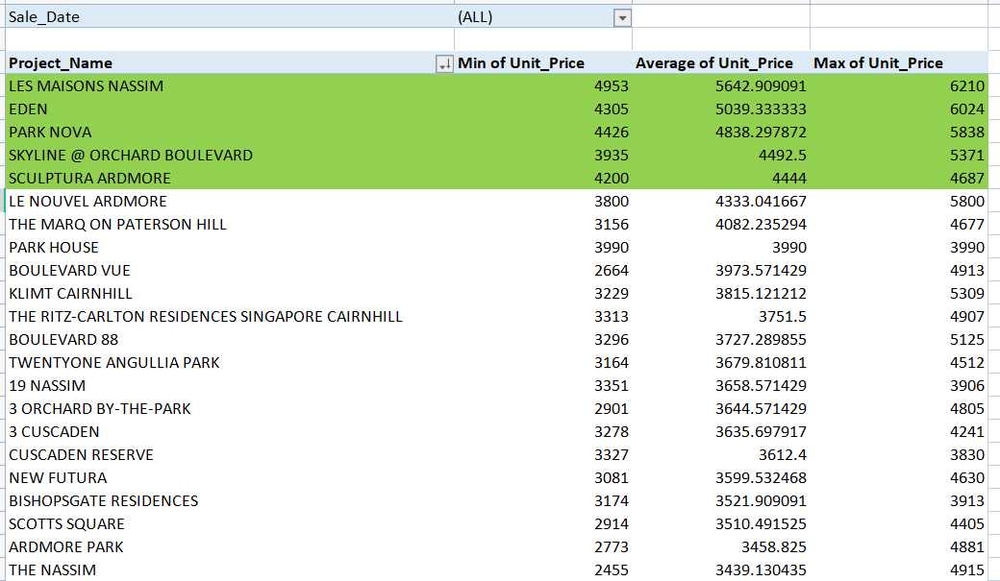 Sale_Date (ALL)
Project_Name Min of Unit_Price Average of Unit_Price Max of Unit_Price
LES MAISONS NASSIM 4953 5642.909091 6210
EDEN 4305 5039.333333 6024
PARK NOVA 4426 4838.297872 5838
SKYLINE @ ORCHARD BOULEVARD 3935 4492.5 5371
SCULPTURA ARDMORE 4200 4444 4687
LE NOUVEL ARDMORE 3800 4333.041667 5800
THE MARQ ON PATERSON HILL 3156 4082.235294 4677
PARK HOUSE 3990 3990 3990
BOULEVARD VUE 2664 3973.571429 4913
KLIMT CAIRNHILL 3229 3815.121212 5309
THE RITZ-CARLTON RESIDENCES SINGAPORE CAIRNHILL 3313 3751.5 4907
BOULEVARD 88 3296 3727.289855 5125
TWENTYONE ANGULLIA PARK 3164 3679.810811 4512
19 NASSIM 3351 3658.571429 3906
3 ORCHARD BY-THE-PARK 2901 3644.571429 4805
3 CUSCADEN 3278 3635.697917 4241
CUSCADEN RESERVE 3327 3612.4 3830
NEW FUTURA 3081 3599.532468 4630
BISHOPSGATE RESIDENCES 3174 3521.909091 3913
SCOTTS SQUARE 2914 3510.491525 4405
ARDMORE PARK 2773 3458.825 4881
THE NASSIM 2455 3439.130435 4915